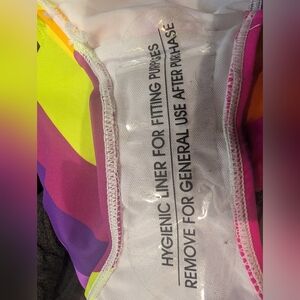 HYGIENIC LINER FOR FITTING PURPOSES
REMOVE FOR GENERAL USE AFTER PURCHASE